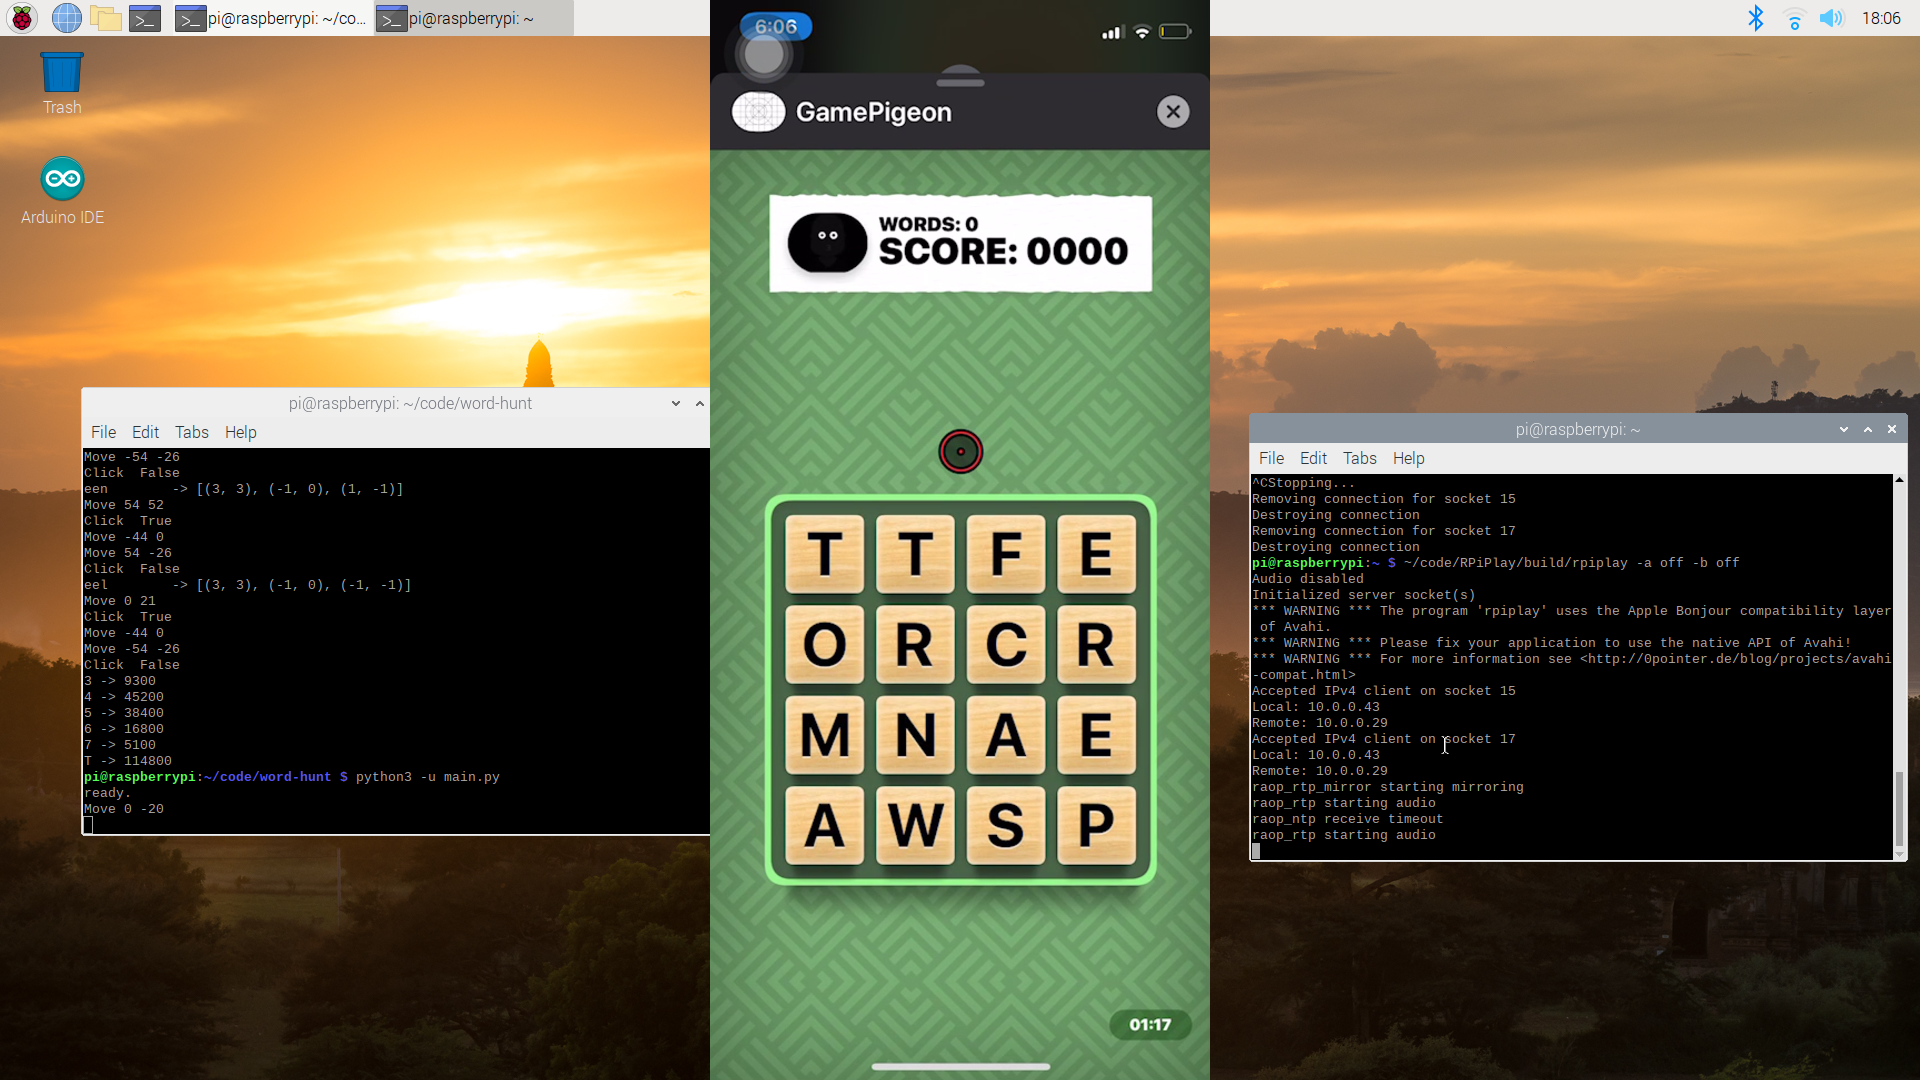 pi@raspberrypi: ~/co...
pi@raspberrypi: ~
18:06
Trash
Arduino IDE
pi@raspberrypi: ~/code/word-hunt
File Edit Tabs Help
Move -54 -26
Click  False
een        -> [(3, 3), (-1, 0), (1, -1)]
Move 54 52
Click  True
Move -44 0
Move 54 -26
Click  False
eel        -> [(3, 3), (-1, 0), (-1, -1)]
Move 0 21
Click  True
Move -44 0
Move -54 -26
Click  False
3 -> 9300
4 -> 45200
5 -> 38400
6 -> 16800
7 -> 5100
T -> 114800
pi@raspberrypi:~/code/word-hunt $ python3 -u main.py
ready.
Move 0 -20
6:06
GamePigeon
WORDS: 0
SCORE: 0000
T T F E
O R C R
M N A E
A W S P
01:17
pi@raspberrypi: ~
File Edit Tabs Help
^CStopping...
Removing connection for socket 15
Destroying connection
Removing connection for socket 17
Destroying connection
pi@raspberrypi:~ $ ~/code/RPiPlay/build/rpiplay -a off -b off
Audio disabled
Initialized server socket(s)
*** WARNING *** The program 'rpiplay' uses the Apple Bonjour compatibility layer
 of Avahi.
*** WARNING *** Please fix your application to use the native API of Avahi!
*** WARNING *** For more information see <http://0pointer.de/blog/projects/avahi
-compat.html>
Accepted IPv4 client on socket 15
Local: 10.0.0.43
Remote: 10.0.0.29
Accepted IPv4 client on socket 17
Local: 10.0.0.43
Remote: 10.0.0.29
raop_rtp_mirror starting mirroring
raop_rtp starting audio
raop_ntp receive timeout
raop_rtp starting audio